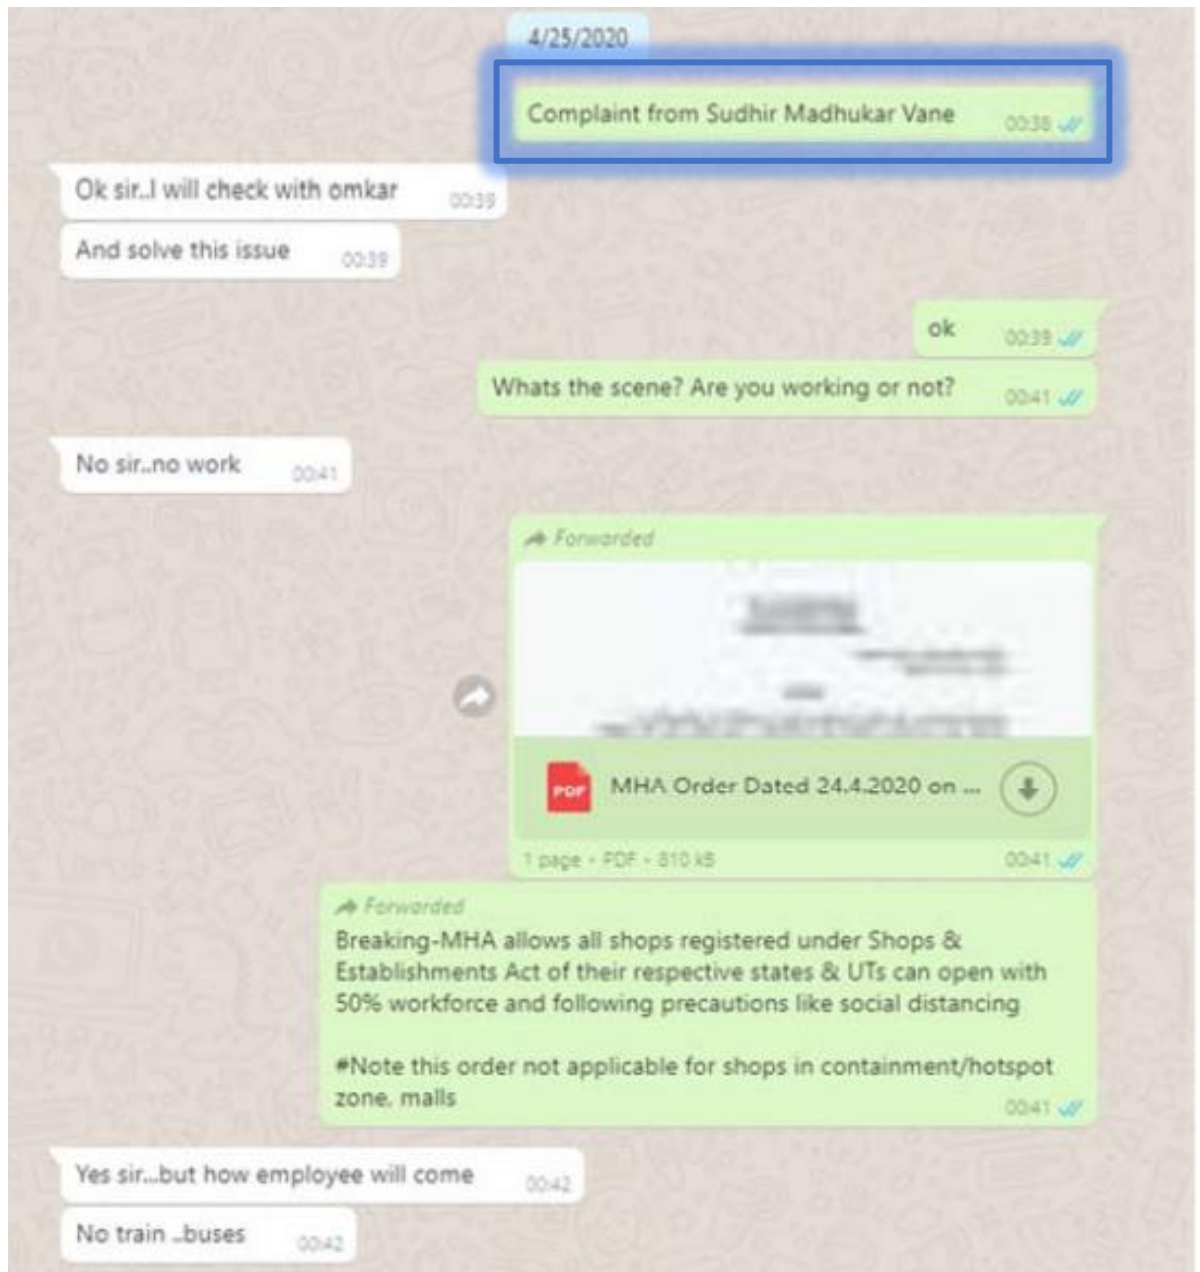 4/25/2020
Complaint from Sudhir Madhukar Vane 00:38
Ok sir..I will check with omkar 00:39
And solve this issue 00:39
ok 00:39
Whats the scene? Are you working or not? 00:41
No sir..no work 00:41
Forwarded
PDF MHA Order Dated 24.4.2020 on ...
1 page - PDF - 810 kB 00:41
Forwarded
Breaking-MHA allows all shops registered under Shops &
Establishments Act of their respective states & UTs can open with
50% workforce and following precautions like social distancing
#Note this order not applicable for shops in containment/hotspot
zone, malls 00:41
Yes sir...but how employee will come 00:42
No train ..buses 00:42